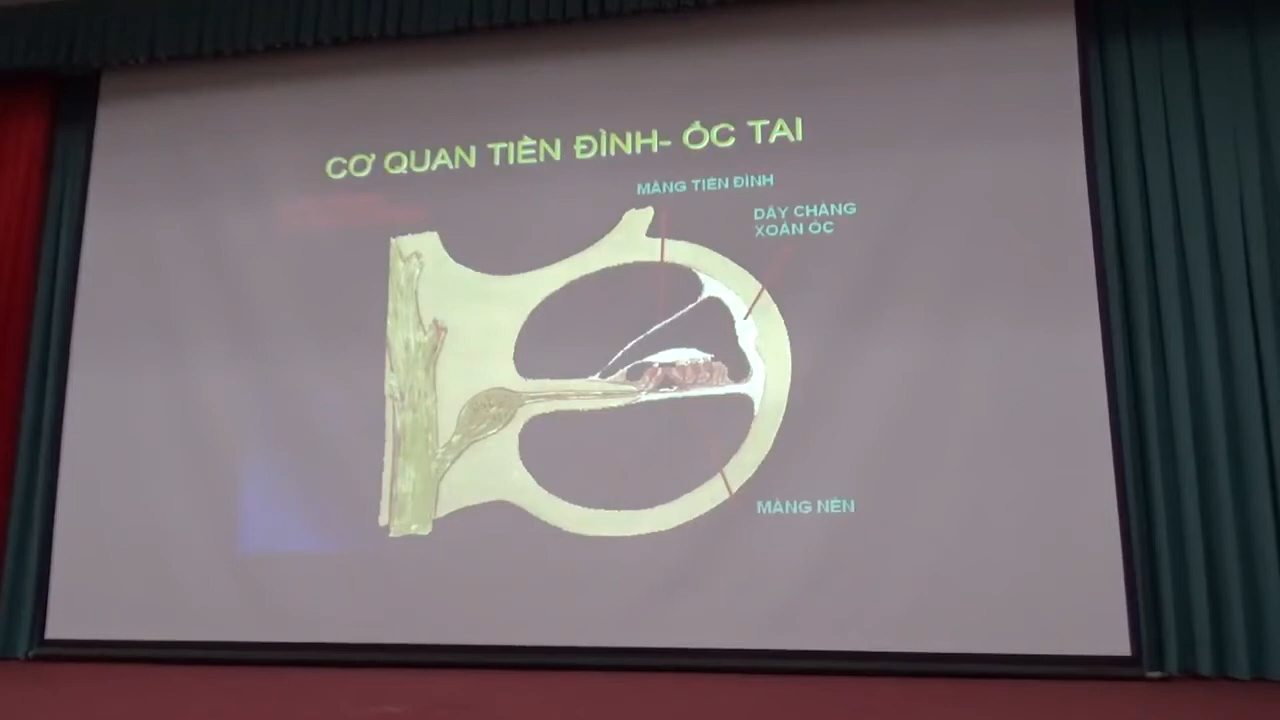 CƠ QUAN TIỀN ĐÌNH- ỐC TAI
MÀNG TIỀN ĐÌNH
DÂY CHẰNG
XOẮN ỐC
MÀNG NỀN